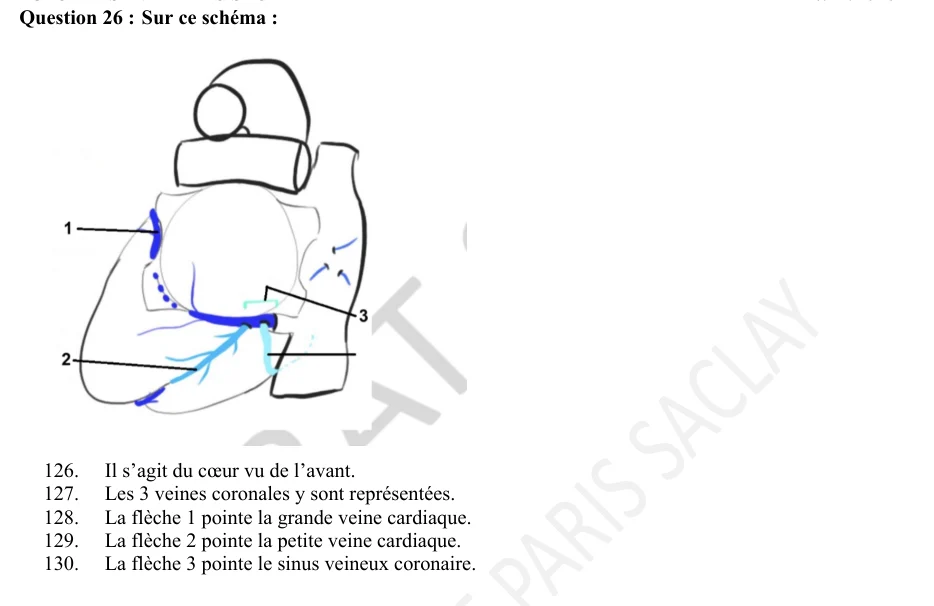 Question 26 : Sur ce schéma :
1
3
2
126. Il s’agit du cœur vu de l’avant.
127. Les 3 veines coronales y sont représentées.
128. La flèche 1 pointe la grande veine cardiaque.
129. La flèche 2 pointe la petite veine cardiaque.
130. La flèche 3 pointe le sinus veineux coronaire.
PARIS SACLAY